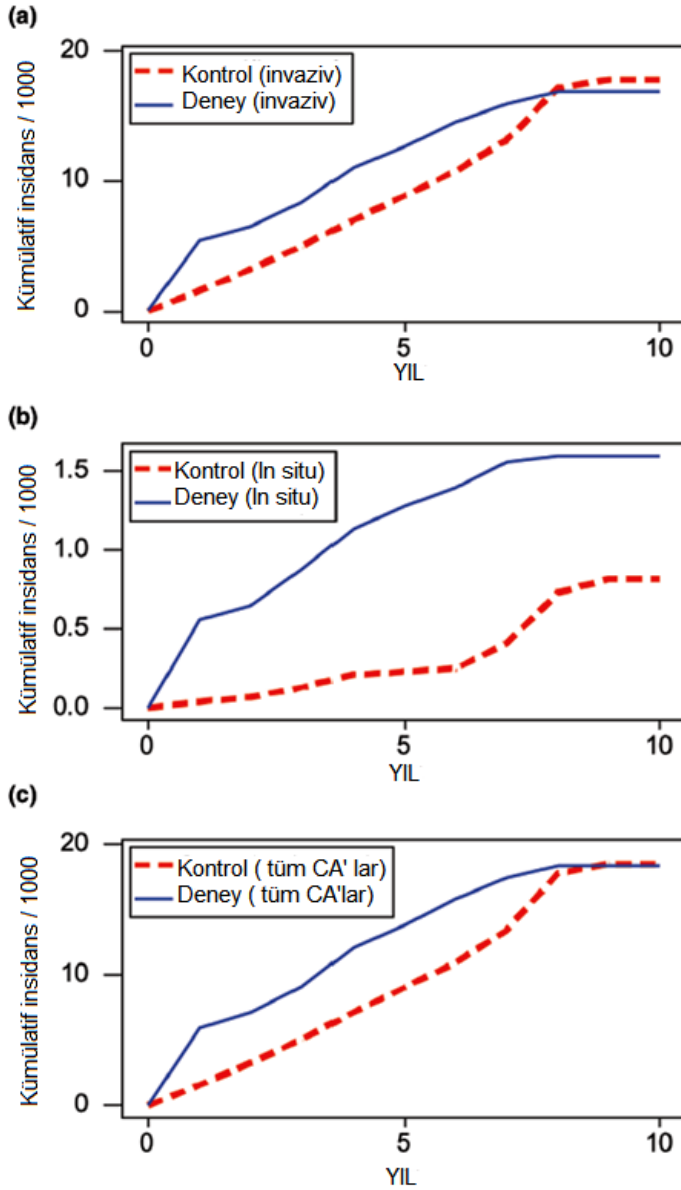 (a)
20
10
0
Kümülatif insidans / 1000
Kontrol (invaziv)
Deney (invaziv)
0 5 10
YIL
(b)
1.5
1.0
0.5
0.0
Kümülatif insidans / 1000
Kontrol (In situ)
Deney (In situ)
0 5 10
YIL
(c)
20
10
0
Kümülatif insidans / 1000
Kontrol ( tüm CA' lar)
Deney ( tüm CA'lar)
0 5 10
YIL